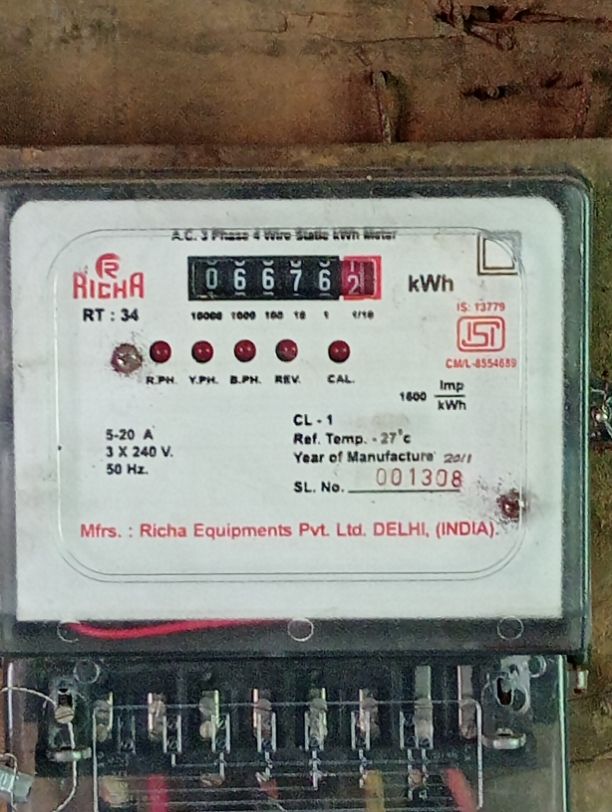 A.C. 3 Phase 4 Wire Static kWh Meter
R
RICHA
RT : 34
0 6 6 7 6 2
kWh
10000 1000 100 10 1 1/10
IS: 13779
ISI
CM/L-8554689
R.PH. Y.PH. B.PH. REV. CAL.
1600 Imp
kWh
CL - 1
5-20 A
Ref. Temp. - 27°c
3 X 240 V.
Year of Manufacture 2011
50 Hz.
SL. No. 001308
Mfrs. : Richa Equipments Pvt. Ltd. DELHI, (INDIA).